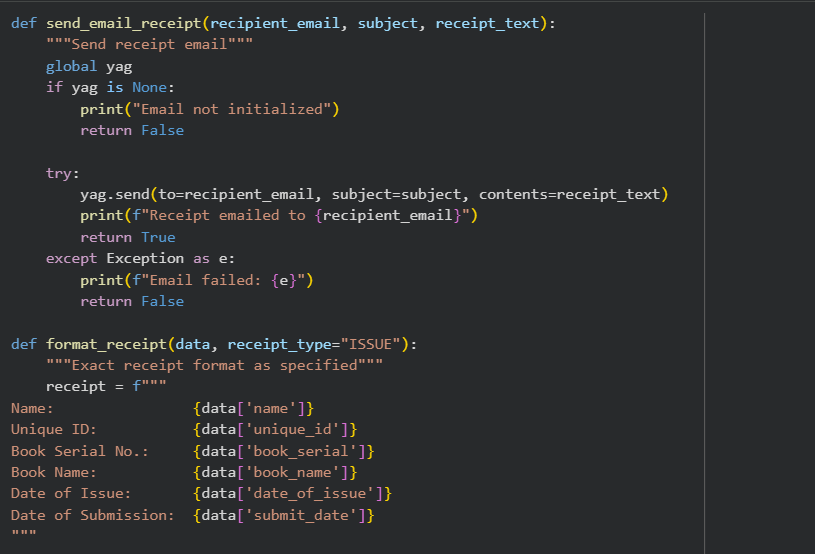 def send_email_receipt(recipient_email, subject, receipt_text):
    """Send receipt email"""
    global yag
    if yag is None:
        print("Email not initialized")
        return False

    try:
        yag.send(to=recipient_email, subject=subject, contents=receipt_text)
        print(f"Receipt emailed to {recipient_email}")
        return True
    except Exception as e:
        print(f"Email failed: {e}")
        return False

def format_receipt(data, receipt_type="ISSUE"):
    """Exact receipt format as specified"""
    receipt = f"""
Name:                {data['name']}
Unique ID:           {data['unique_id']}
Book Serial No.:     {data['book_serial']}
Book Name:           {data['book_name']}
Date of Issue:       {data['date_of_issue']}
Date of Submission:  {data['submit_date']}
"""